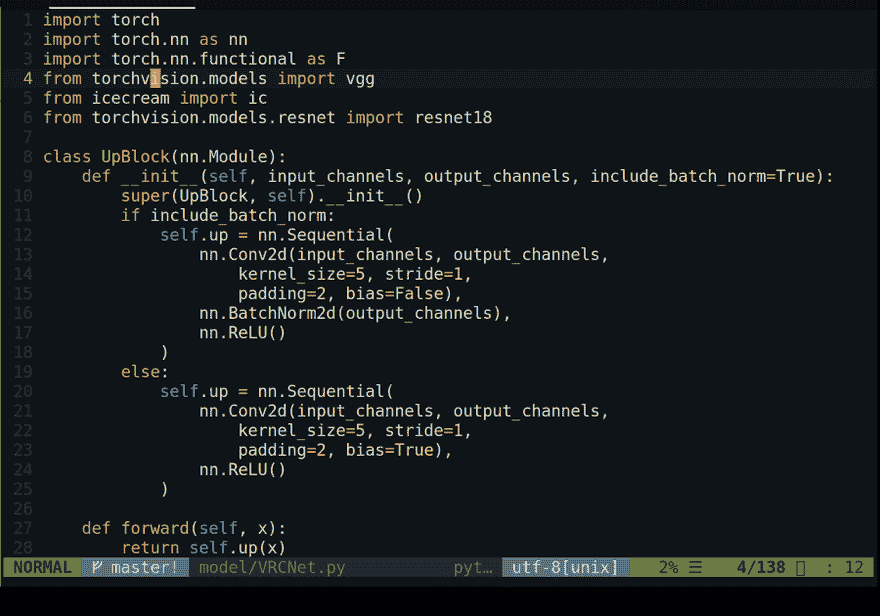 1 import torch
2 import torch.nn as nn
3 import torch.nn.functional as F
4 from torchvision.models import vgg
5 from icecream import ic
6 from torchvision.models.resnet import resnet18
7
8 class UpBlock(nn.Module):
9     def __init__(self, input_channels, output_channels, include_batch_norm=True):
10         super(UpBlock, self).__init__()
11         if include_batch_norm:
12             self.up = nn.Sequential(
13                 nn.Conv2d(input_channels, output_channels,
14                     kernel_size=5, stride=1,
15                     padding=2, bias=False),
16                 nn.BatchNorm2d(output_channels),
17                 nn.ReLU()
18             )
19         else:
20             self.up = nn.Sequential(
21                 nn.Conv2d(input_channels, output_channels,
22                     kernel_size=5, stride=1,
23                     padding=2, bias=True),
24                 nn.ReLU()
25             )
26
27     def forward(self, x):
28         return self.up(x)
NORMAL master! model/VRCNet.py pyt… utf-8[unix] 2% ☰ 4/138 : 12